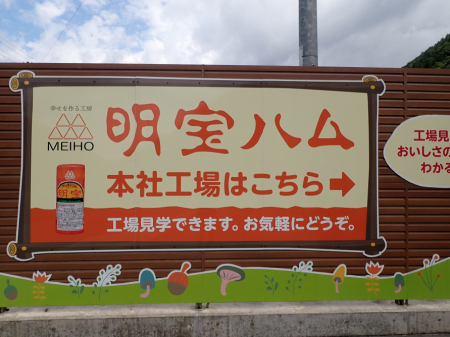 幸せを作る工房
MEIHO
明宝ハム
明宝
本社工場はこちら➡
工場見学できます。お気軽にどうぞ。
工場見
おいしさの
わかる